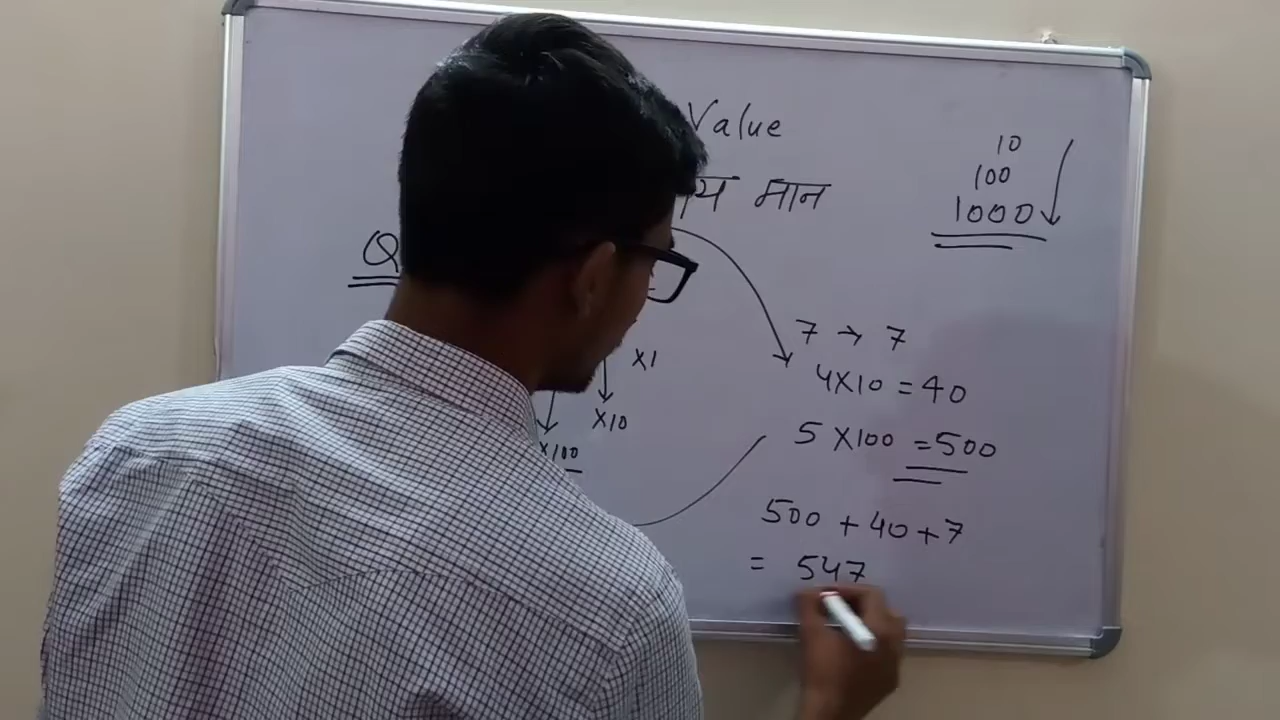 Value
मान
Q
10
100
1000
7 → 7
4X10 = 40
5 X100 = 500
X1
X10
X100
500 + 40 + 7
= 547